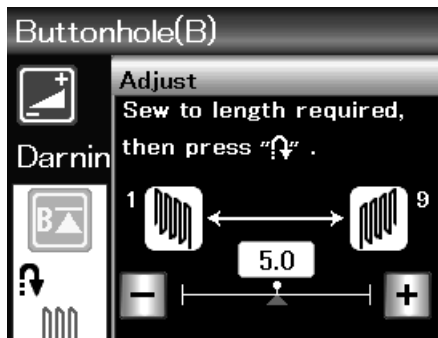 Buttonhole(B)
Adjust
Sew to length required,
then press " ".
Darnin
B
1
9
5.0
− +